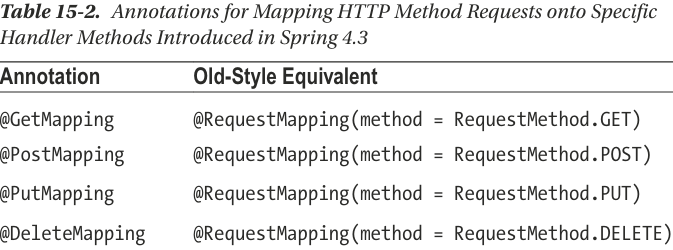 Table 15-2. Annotations for Mapping HTTP Method Requests onto Specific
Handler Methods Introduced in Spring 4.3
Annotation Old-Style Equivalent
@GetMapping @RequestMapping(method = RequestMethod.GET)
@PostMapping @RequestMapping(method = RequestMethod.POST)
@PutMapping @RequestMapping(method = RequestMethod.PUT)
@DeleteMapping @RequestMapping(method = RequestMethod.DELETE)